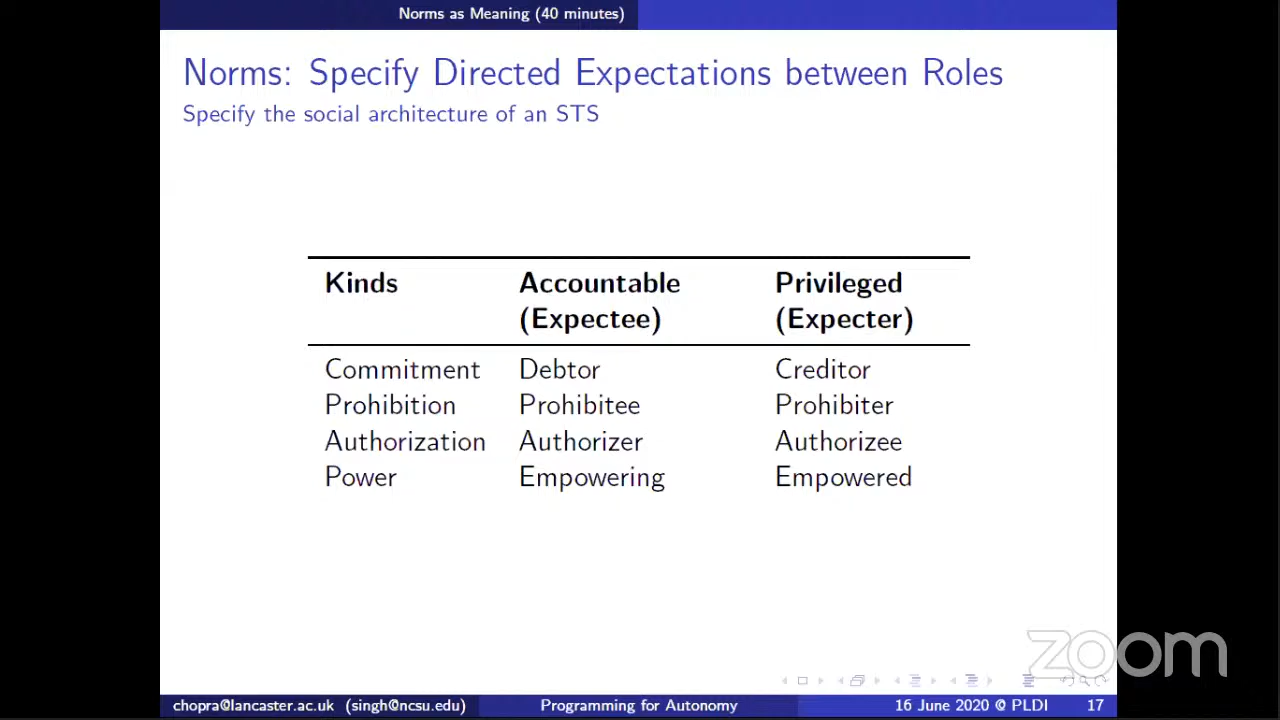 Norms as Meaning (40 minutes)
Norms: Specify Directed Expectations between Roles
Specify the social architecture of an STS
Kinds Accountable (Expectee) Privileged (Expecter)
Commitment Debtor Creditor
Prohibition Prohibitee Prohibiter
Authorization Authorizer Authorizee
Power Empowering Empowered
zoom
chopra@lancaster.ac.uk (singh@ncsu.edu) Programming for Autonomy 16 June 2020 @ PLDI 17